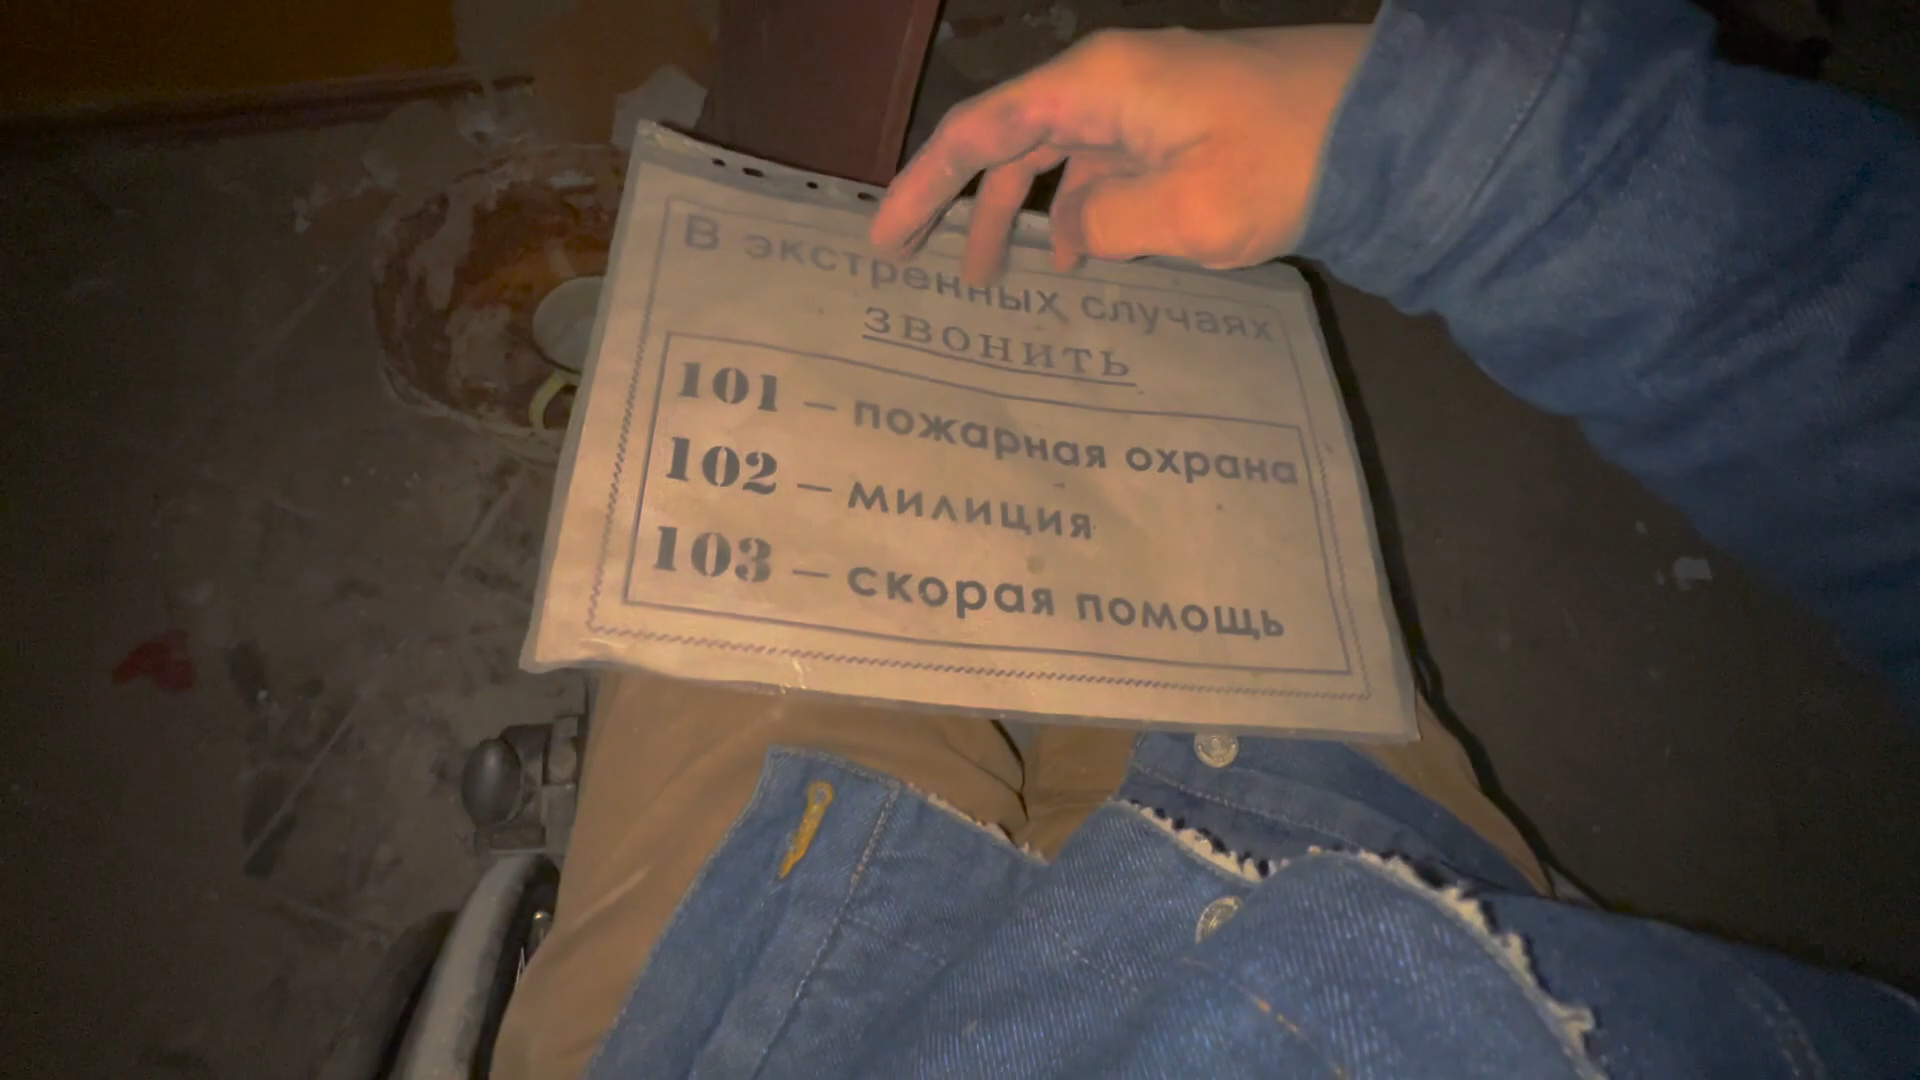 В экстренных случаях
ЗВОНИТЬ
101 – пожарная охрана
102 – милиция
103 – скорая помощь